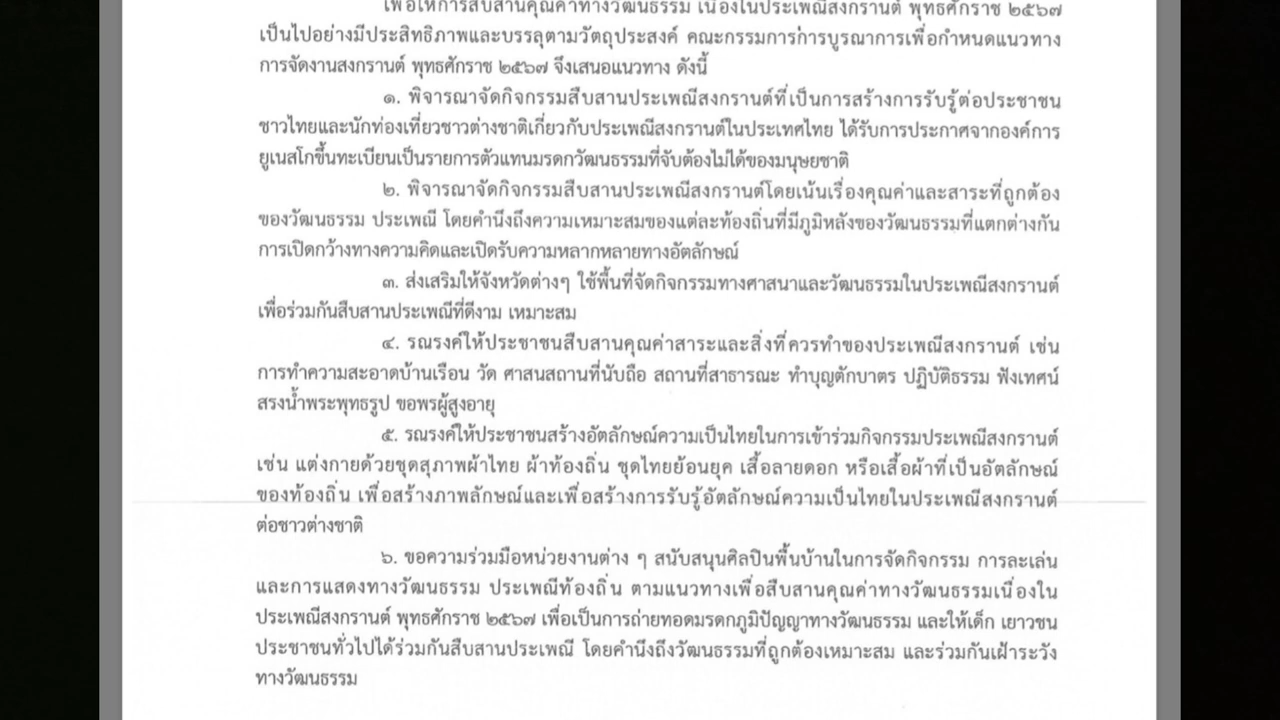 เพื่อให้การสืบสานคุณค่าทางวัฒนธรรม เนื่องในประเพณีสงกรานต์ พุทธศักราช ๒๕๖๗
เป็นไปอย่างมีประสิทธิภาพและบรรลุตามวัตถุประสงค์ คณะกรรมการ่การบูรณาการเพื่อกำหนดแนวทาง
การจัดงานสงกรานต์ พุทธศักราช ๒๕๖๗ จึงเสนอแนวทาง ดังนี้
๑. พิจารณาจัดกิจกรรมสืบสานประเพณีสงกรานต์ที่เป็นการสร้างการรับรู้ต่อประชาชน
ชาวไทยและนักท่องเที่ยวชาวต่างชาติเกี่ยวกับประเพณีสงกรานต์ในประเทศไทย ได้รับการประกาศจากองค์การ
ยูเนสโกขึ้นทะเบียนเป็นรายการตัวแทนมรดกวัฒนธรรมที่จับต้องไม่ได้ของมนุษยชาติ
๒. พิจารณาจัดกิจกรรมสืบสานประเพณีสงกรานต์โดยเน้นเรื่องคุณค่าและสาระที่ถูกต้อง
ของวัฒนธรรม ประเพณี โดยคำนึงถึงความเหมาะสมของแต่ละท้องถิ่นที่มีภูมิหลังของวัฒนธรรมที่แตกต่างกัน
การเปิดกว้างทางความคิดและเปิดรับความหลากหลายทางอัตลักษณ์
๓. ส่งเสริมให้จังหวัดต่างๆ ใช้พื้นที่จัดกิจกรรมทางศาสนาและวัฒนธรรมในประเพณีสงกรานต์
เพื่อร่วมกันสืบสานประเพณีที่ดีงาม เหมาะสม
๔. รณรงค์ให้ประชาชนสืบสานคุณค่าสาระและสิ่งที่ควรทำของประเพณีสงกรานต์ เช่น
การทำความสะอาดบ้านเรือน วัด ศาสนสถานที่นับถือ สถานที่สาธารณะ ทำบุญตักบาตร ปฏิบัติธรรม ฟังเทศน์
สรงน้ำพระพุทธรูป ขอพรผู้สูงอายุ
๕. รณรงค์ให้ประชาชนสร้างอัตลักษณ์ความเป็นไทยในการเข้าร่วมกิจกรรมประเพณีสงกรานต์
เช่น แต่งกายด้วยชุดสุภาพผ้าไทย ผ้าท้องถิ่น ชุดไทยย้อนยุค เสื้อลายดอก หรือเสื้อผ้าที่เป็นอัตลักษณ์
ของท้องถิ่น เพื่อสร้างภาพลักษณ์และเพื่อสร้างการรับรู้อัตลักษณ์ความเป็นไทยในประเพณีสงกรานต์
ต่อชาวต่างชาติ
๖. ขอความร่วมมือหน่วยงานต่าง ๆ สนับสนุนศิลปินพื้นบ้านในการจัดกิจกรรม การละเล่น
และการแสดงทางวัฒนธรรม ประเพณีท้องถิ่น ตามแนวทางเพื่อสืบสานคุณค่าทางวัฒนธรรมเนื่องใน
ประเพณีสงกรานต์ พุทธศักราช ๒๕๖๗ เพื่อเป็นการถ่ายทอดมรดกภูมิปัญญาทางวัฒนธรรม และให้เด็ก เยาวชน
ประชาชนทั่วไปได้ร่วมกันสืบสานประเพณี โดยคำนึงถึงวัฒนธรรมที่ถูกต้องเหมาะสม และร่วมกันเฝ้าระวัง
ทางวัฒนธรรม